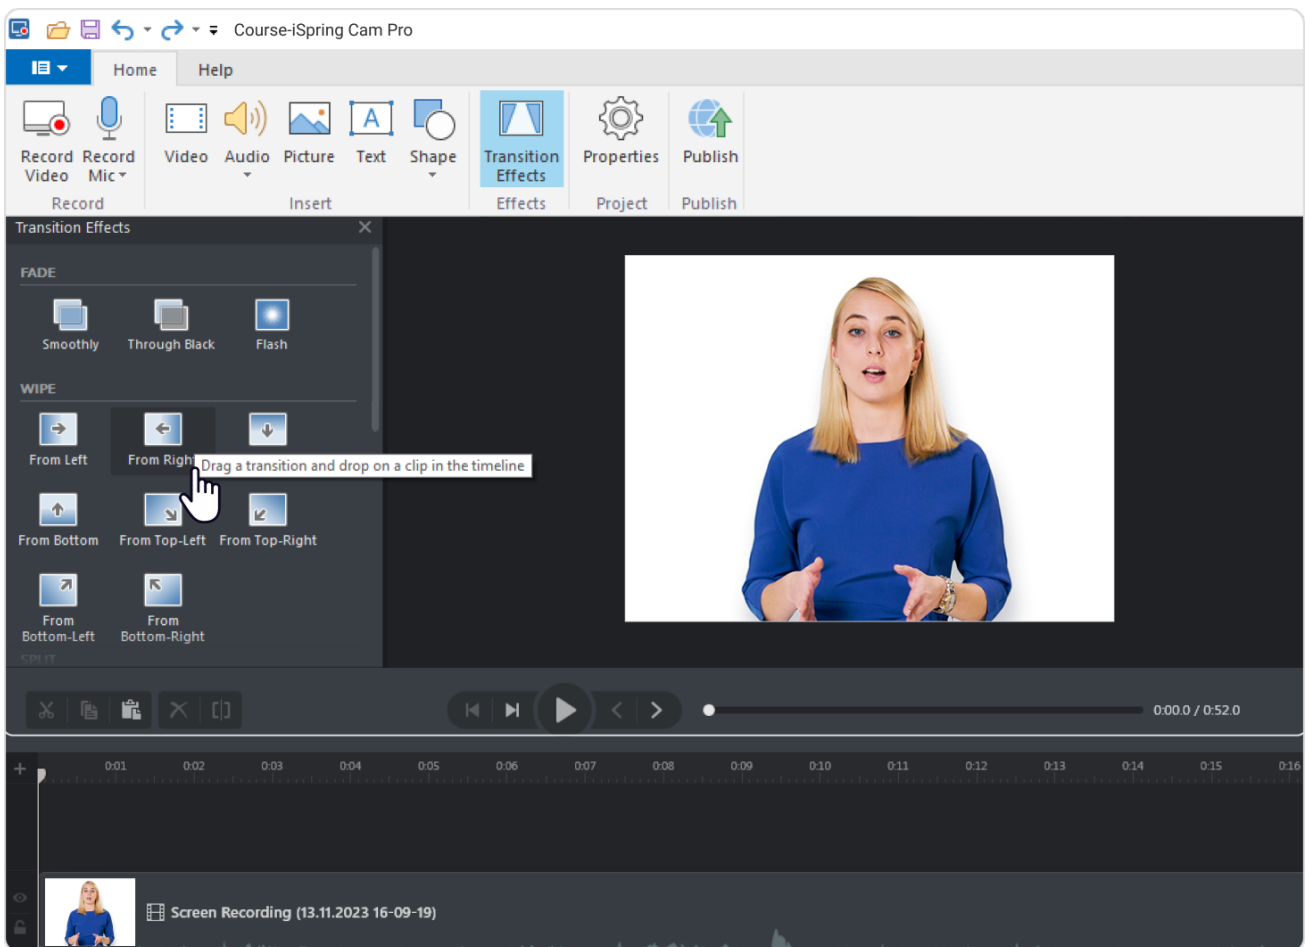 Course-iSpring Cam Pro
Home Help
Record Video
Record Mic
Video
Audio
Picture
Text
A
Shape
Transition Effects
Properties
Publish
Record
Insert
Effects
Project
Publish
Transition Effects
FADE
Smoothly Through Black Flash
WIPE
From Left From Righ
Drag a transition and drop on a clip in the timeline
From Bottom From Top-Left From Top-Right
From Bottom-Left
From Bottom-Right
SPLIT
0:00.0 / 0:52.0
0:01 0:02 0:03 0:04 0:05 0:06 0:07 0:08 0:09 0:10 0:11 0:12 0:13 0:14 0:15 0:16
Screen Recording (13.11.2023 16-09-19)